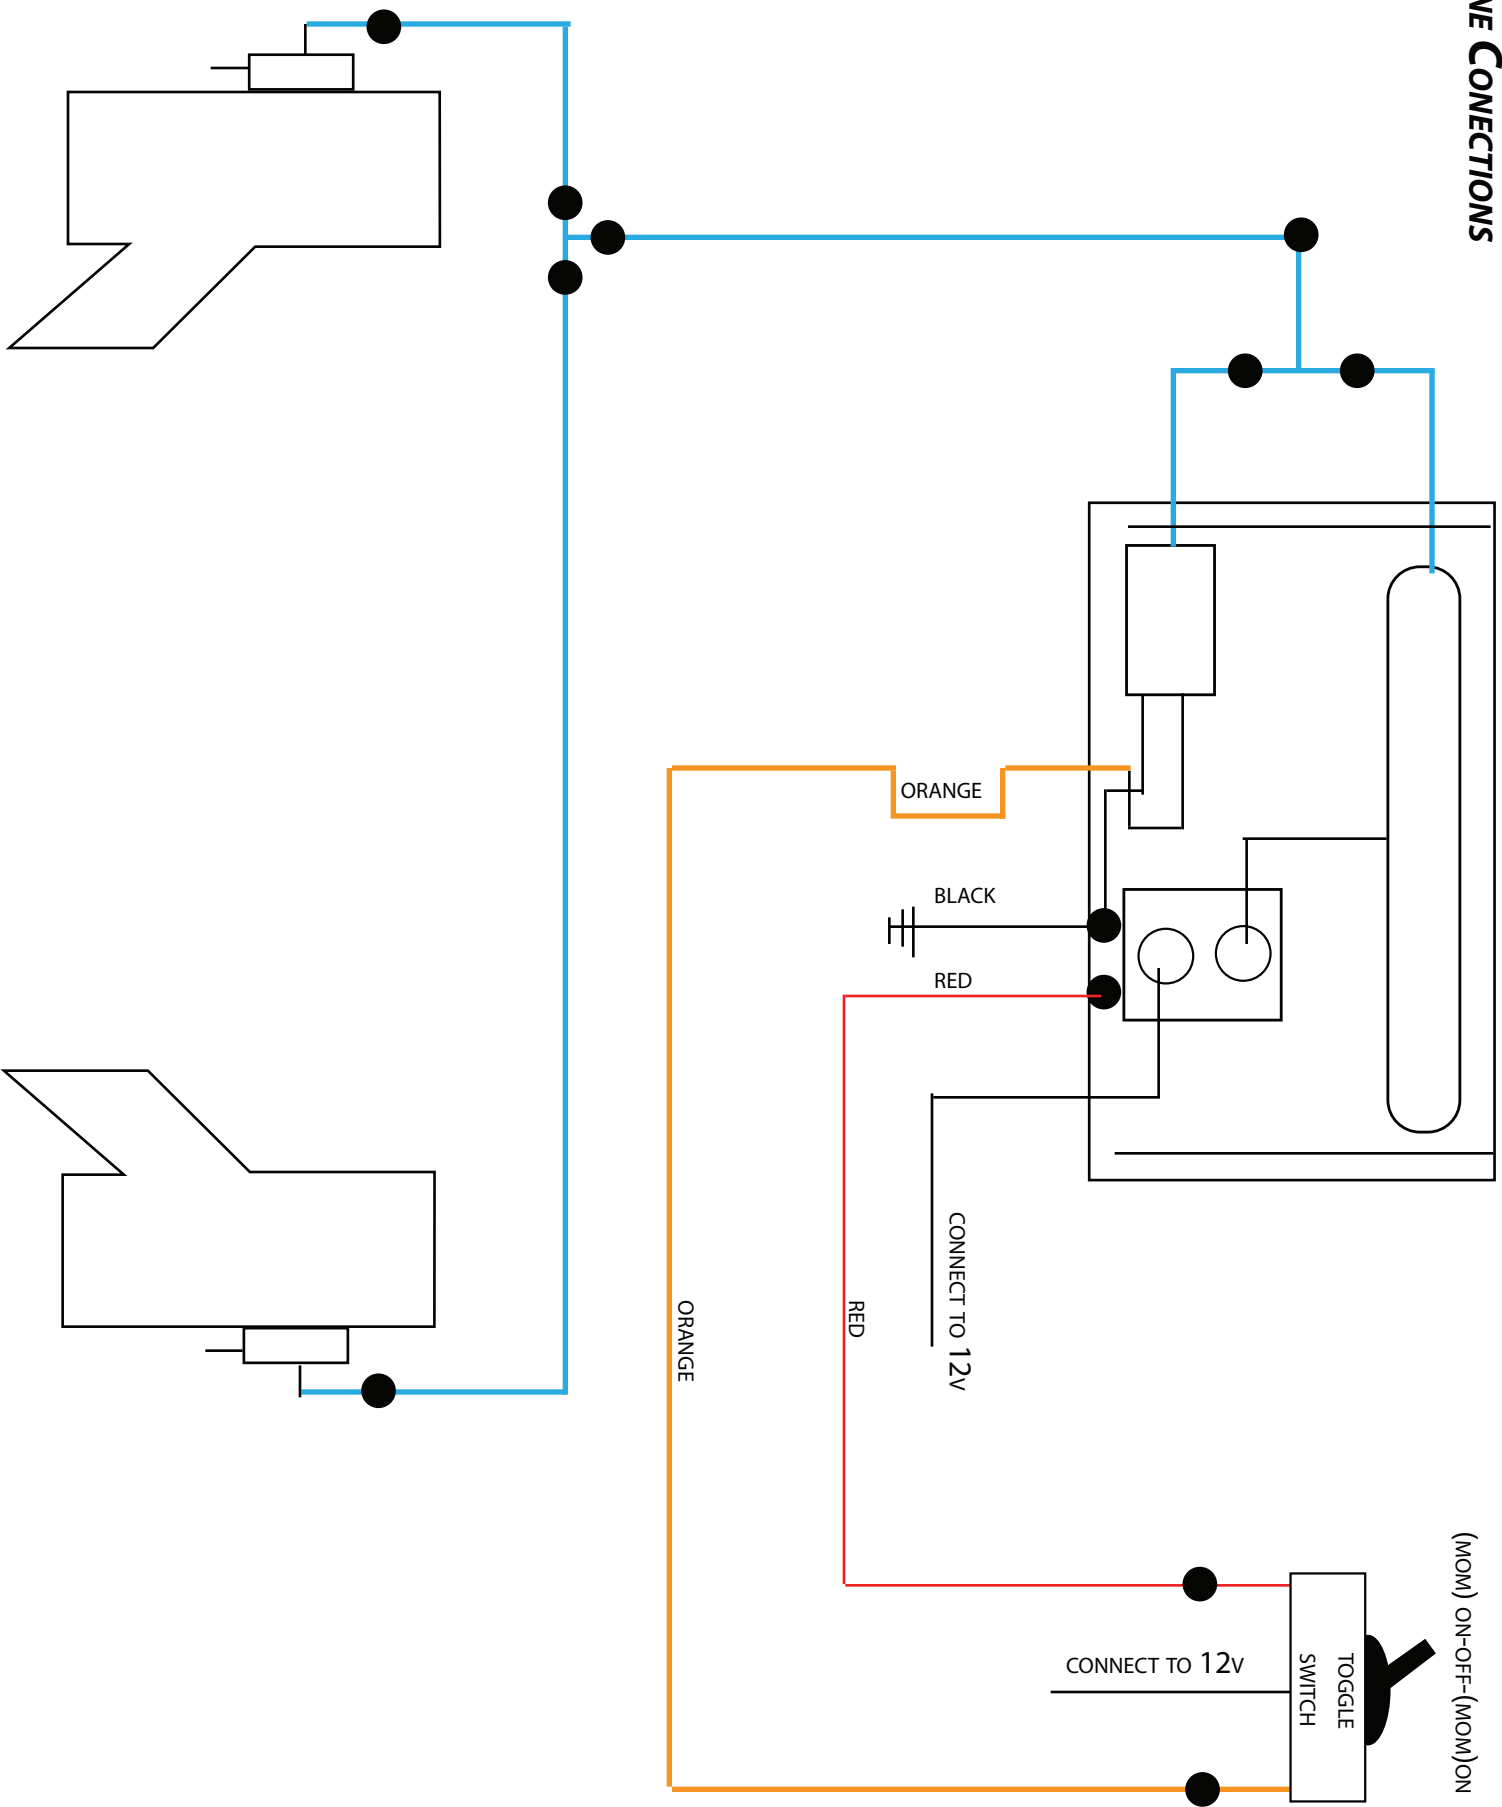 NE CONECTIONS
ORANGE
BLACK
RED
CONNECT TO 12V
RED
ORANGE
(MOM) ON-OFF-(MOM)ON
TOGGLE
SWITCH
CONNECT TO 12V